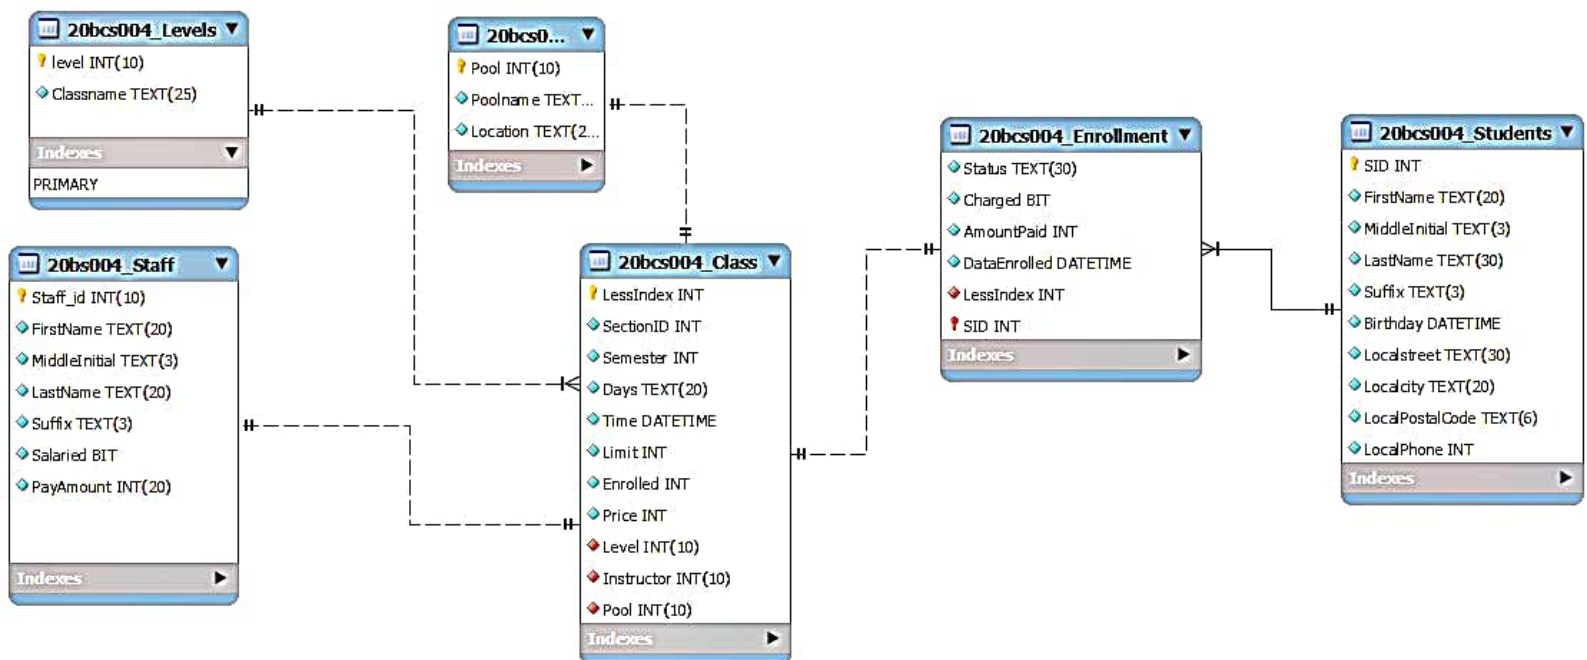 20bcs004_Levels
level INT(10)
Classname TEXT(25)
Indexes
PRIMARY
20bcs0...
Pool INT(10)
Poolname TEXT...
Location TEXT(2...
Indexes
20bs004_Staff
Staff_id INT(10)
FirstName TEXT(20)
MiddleInitial TEXT(3)
LastName TEXT(20)
Suffix TEXT(3)
Salaried BIT
PayAmount INT(20)
Indexes
20bcs004_Class
LessIndex INT
SectionID INT
Semester INT
Days TEXT(20)
Time DATETIME
Limit INT
Enrolled INT
Price INT
Level INT(10)
Instructor INT(10)
Pool INT(10)
Indexes
20bcs004_Enrollment
Status TEXT(30)
Charged BIT
AmountPaid INT
DataEnrolled DATETIME
LessIndex INT
SID INT
Indexes
20bcs004_Students
SID INT
FirstName TEXT(20)
MiddleInitial TEXT(3)
LastName TEXT(30)
Suffix TEXT(3)
Birthday DATETIME
Localstreet TEXT(30)
Localcity TEXT(20)
LocalPostalCode TEXT(6)
LocalPhone INT
Indexes